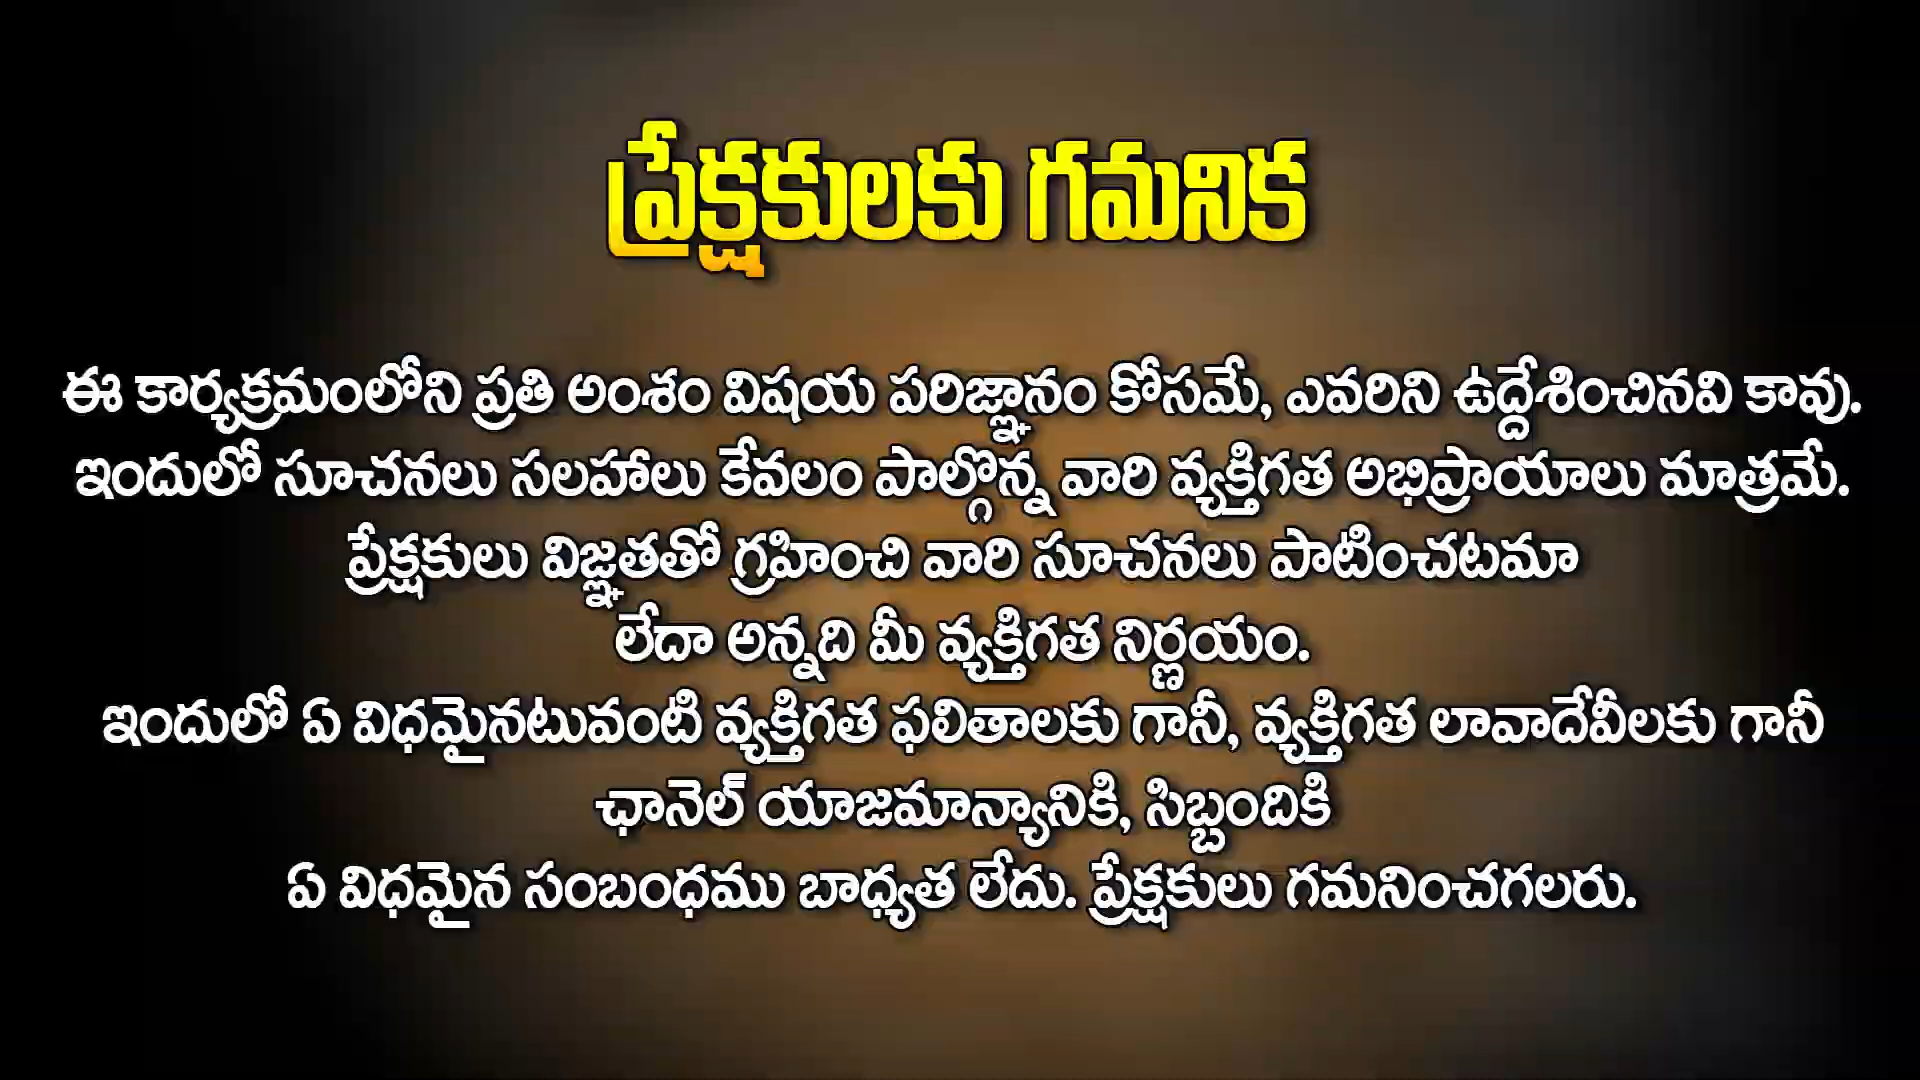 ప్రేక్షకులకు గమనిక
ఈ కార్యక్రమంలోని ప్రతి అంశం విషయ పరిజ్ఞానం కోసమే, ఎవరిని ఉద్దేశించినవి కావు.
ఇందులో సూచనలు సలహాలు కేవలం పాల్గొన్న వారి వ్యక్తిగత అభిప్రాయాలు మాత్రమే.
ప్రేక్షకులు విజ్ఞతతో గ్రహించి వారి సూచనలు పాటించటమా
లేదా అన్నది మీ వ్యక్తిగత నిర్ణయం.
ఇందులో ఏ విధమైనటువంటి వ్యక్తిగత ఫలితాలకు గానీ, వ్యక్తిగత లావాదేవీలకు గానీ
ఛానెల్ యాజమాన్యానికి, సిబ్బందికి
ఏ విధమైన సంబంధము బాధ్యత లేదు. ప్రేక్షకులు గమనించగలరు.